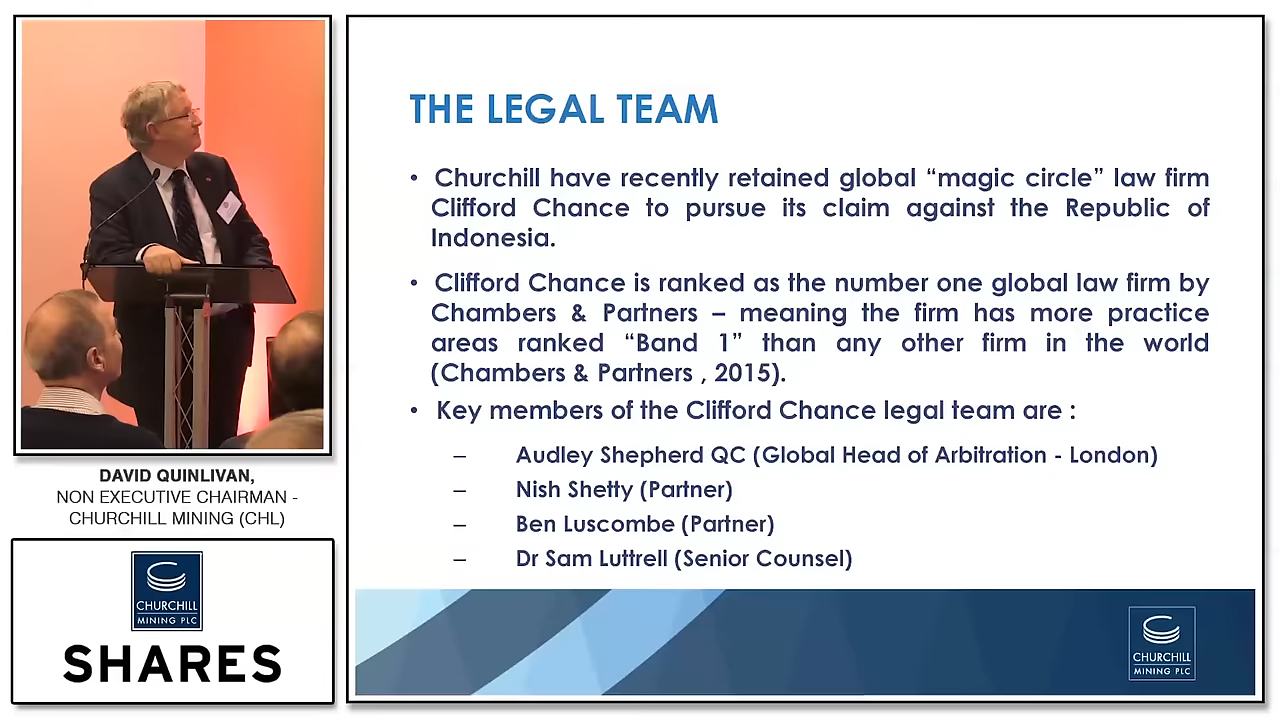 DAVID QUINLIVAN,
NON EXECUTIVE CHAIRMAN -
CHURCHILL MINING (CHL)
CHURCHILL
MINING PLC
SHARES
THE LEGAL TEAM
• Churchill have recently retained global “magic circle” law firm
Clifford Chance to pursue its claim against the Republic of
Indonesia.
• Clifford Chance is ranked as the number one global law firm by
Chambers & Partners – meaning the firm has more practice
areas ranked “Band 1” than any other firm in the world
(Chambers & Partners , 2015).
• Key members of the Clifford Chance legal team are :
– Audley Shepherd QC (Global Head of Arbitration - London)
– Nish Shetty (Partner)
– Ben Luscombe (Partner)
– Dr Sam Luttrell (Senior Counsel)
CHURCHILL
MINING PLC